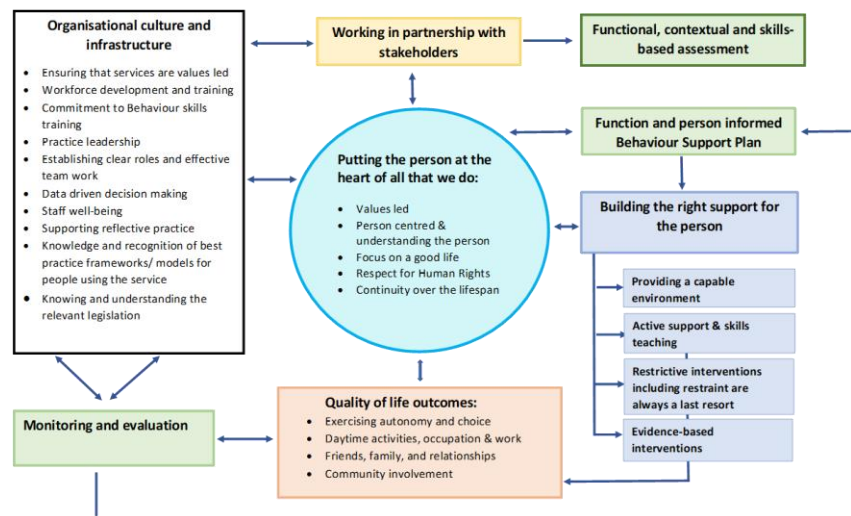 Organisational culture and
infrastructure
• Ensuring that services are values led
• Workforce development and training
• Commitment to Behaviour skills
training
• Practice leadership
• Establishing clear roles and effective
team work
• Data driven decision making
• Staff well-being
• Supporting reflective practice
• Knowledge and recognition of best
practice frameworks/ models for
people using the service
• Knowing and understanding the
relevant legislation
Working in partnership with
stakeholders
Functional, contextual and skills-
based assessment
Putting the person at the
heart of all that we do:
• Values led
• Person centred &
understanding the person
• Focus on a good life
• Respect for Human Rights
• Continuity over the lifespan
Function and person informed
Behaviour Support Plan
Building the right support for
the person
Providing a capable
environment
Active support & skills
teaching
Restrictive interventions
including restraint are
always a last resort
Evidence-based
interventions
Monitoring and evaluation
Quality of life outcomes:
• Exercising autonomy and choice
• Daytime activities, occupation & work
• Friends, family, and relationships
• Community involvement